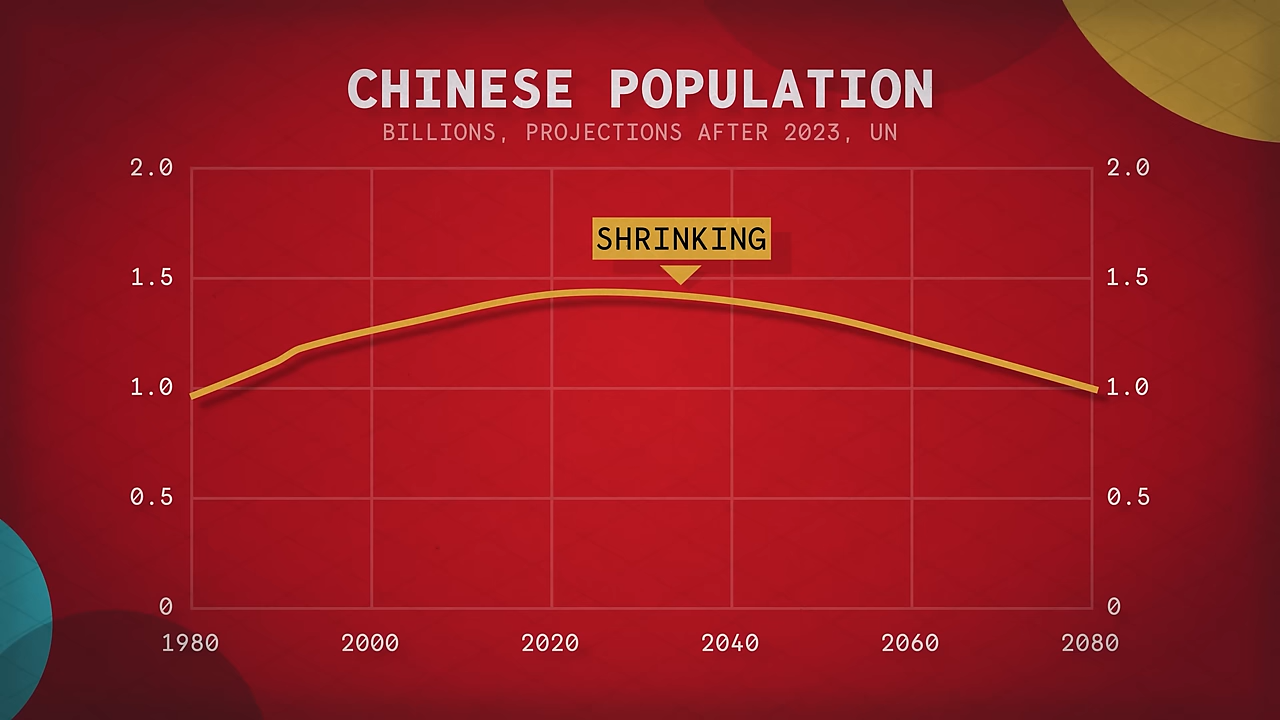 CHINESE POPULATION
BILLIONS, PROJECTIONS AFTER 2023, UN
2.0 2.0
SHRINKING
1.5 1.5
1.0 1.0
0.5 0.5
0 0
1980 2000 2020 2040 2060 2080